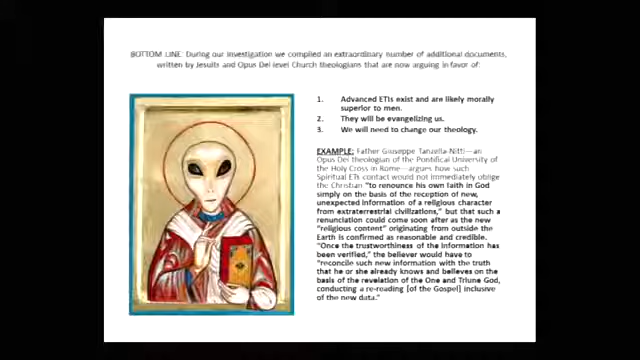 BOTTOM LINE: During our investigation we compiled an extraordinary number of additional documents,
written by Jesuits and Opus Dei level Church theologians that are now arguing in favor of:
1. Advanced ETIs exist and are likely morally
superior to men.
2. They will be evangelizing us.
3. We will need to change our theology.
EXAMPLE: Father Giuseppe Tanzella-Nitti—an
Opus Dei theologian of the Pontifical University of
the Holy Cross in Rome—argues how such
Spiritual ETs contact would not immediately oblige
the Christian "to renounce his own faith in God
simply on the basis of the reception of new,
unexpected information of a religious character
from extraterrestrial civilizations," but that such a
renunciation could come soon after as the new
"religious content" originating from outside the
Earth is confirmed as reasonable and credible.
"Once the trustworthiness of the information has
been verified," the believer would have to
"reconcile such new information with the truth
that he or she already knows and believes on the
basis of the revelation of the One and Triune God,
conducting a re-reading [of the Gospel] inclusive
of the new data."